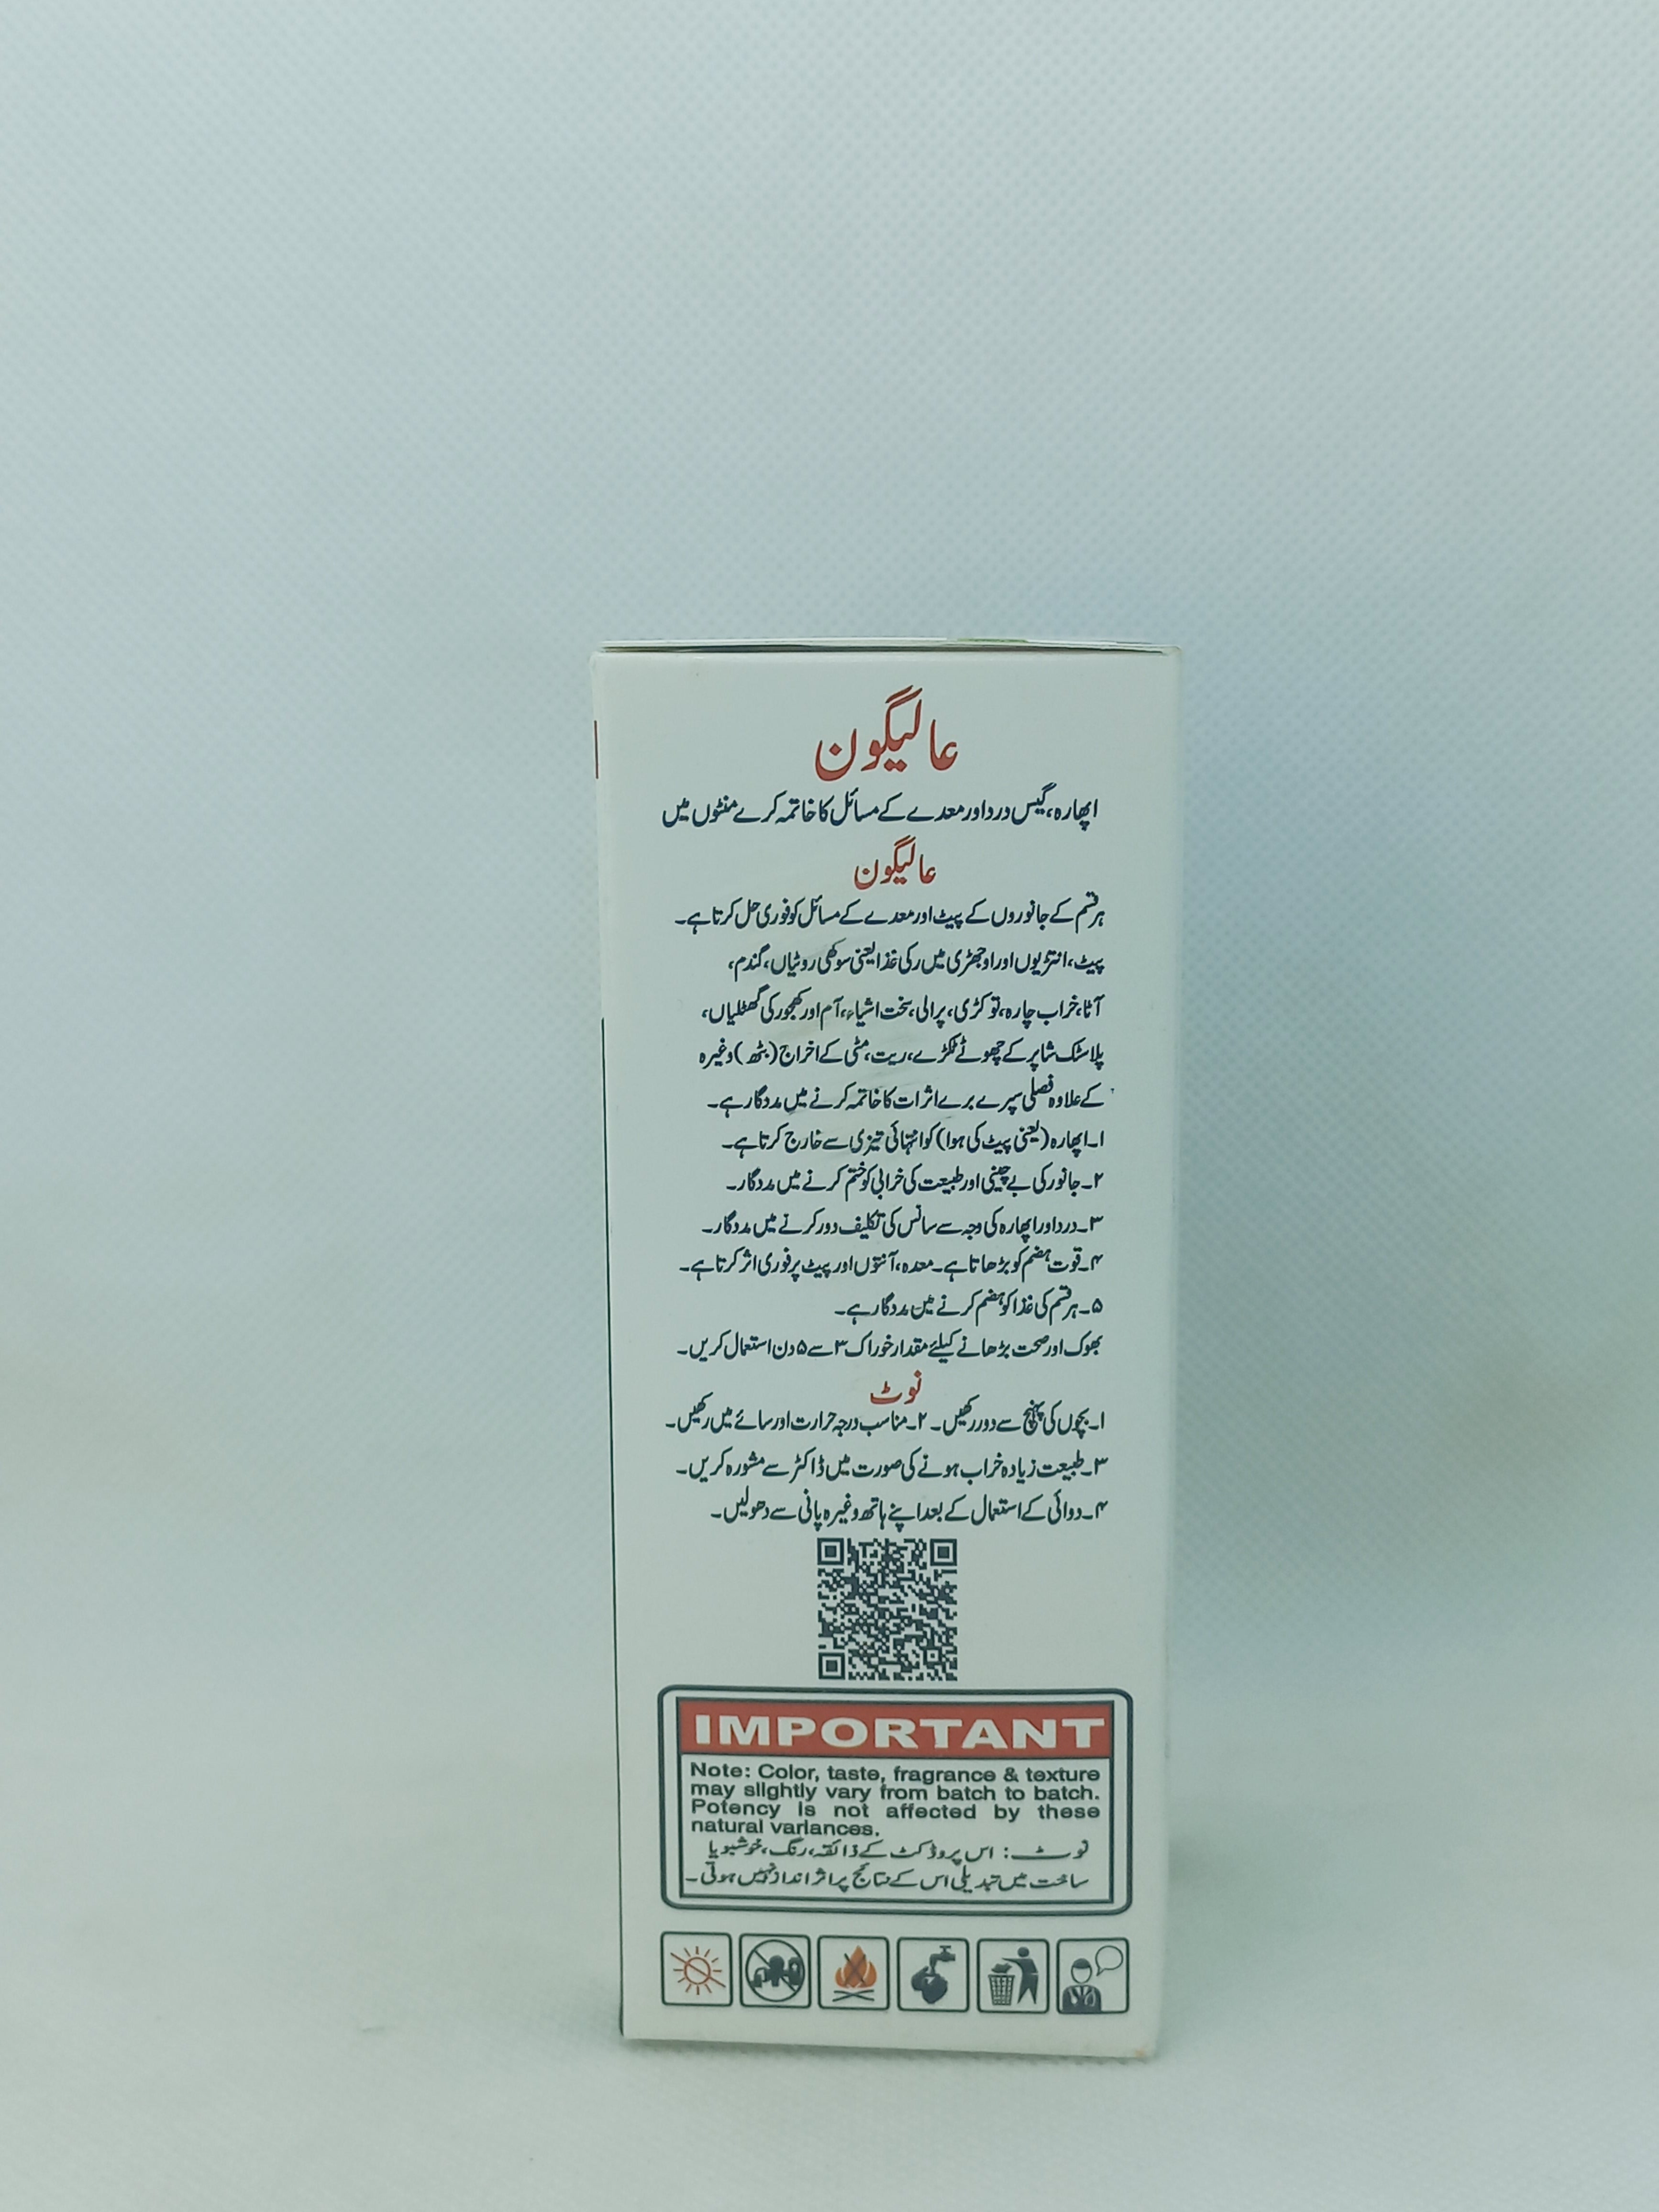 عالیگون
اپھارہ، گیس درد اور معدے کے مسائل کا خاتمہ کرے منٹوں میں
عالیگون
ہر قسم کے جانوروں کے پیٹ اور معدے کے مسائل کو فوری حل کرتا ہے۔
پیٹ، انتڑیوں اور اوجھڑی میں رکی غذا یعنی سوکھی روٹیاں، گندم،
آٹا، خراب چارہ، توکڑی، پرالی، سخت اشیاء، آم اور کھجور کی گھٹلیاں،
پلاسٹک شاپر کے چھوٹے ٹکڑے، ریت، مٹی کے اخراج (بٹھ) وغیرہ
کے علاوہ فصلی سپرے برے اثرات کا خاتمہ کرنے میں مددگار ہے۔
۱۔ اپھارہ (یعنی پیٹ کی ہوا) کو انتہائی تیزی سے خارج کرتا ہے۔
۲۔ جانور کی بے چینی اور طبیعت کی خرابی کو ختم کرنے میں مددگار۔
۳۔ درد اور اپھارہ کی وجہ سے سانس کی تکلیف دور کرنے میں مددگار۔
۴۔ قوت ہضم کو بڑھاتا ہے۔ معدہ، آنتوں اور پیٹ پر فوری اثر کرتا ہے۔
۵۔ ہر قسم کی غذا کو ہضم کرنے مین مددگار ہے۔
بھوک اور صحت بڑھانے کیلئے مقدار خوراک ۳ سے ۵ دن استعمال کریں۔
نوٹ
۱۔ بچوں کی پہنچ سے دور رکھیں۔ ۲۔ مناسب درجہ حرارت اور سائے میں رکھیں۔
۳۔ طبیعت زیادہ خراب ہونے کی صورت میں ڈاکٹر سے مشورہ کریں۔
۴۔ دوائی کے استعمال کے بعد اپنے ہاتھ وغیرہ پانی سے دھولیں۔
IMPORTANT
Note: Color, taste, fragrance & texture
may slightly vary from batch to batch.
Potency is not affected by these
natural variances.
نوٹ: اس پروڈکٹ کے ذائقہ، رنگ، خوشبو یا
ساخت میں تبدیلی اس کے نتائج پر اثر انداز نہیں ہوتی۔